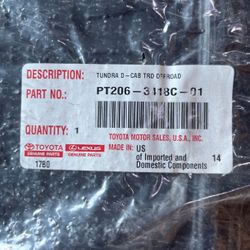 DESCRIPTION:
TUNDRA D-CAB TRD OFFROAD
PART NO.: PT206-3418C-01
QUANTITY: 1
TOYOTA MOTOR SALES, U.S.A., INC.
TOYOTA LEXUS
GENUINE PARTS GENUINE PARTS
MADE IN: US
of Imported and 14
Domestic Components
1780